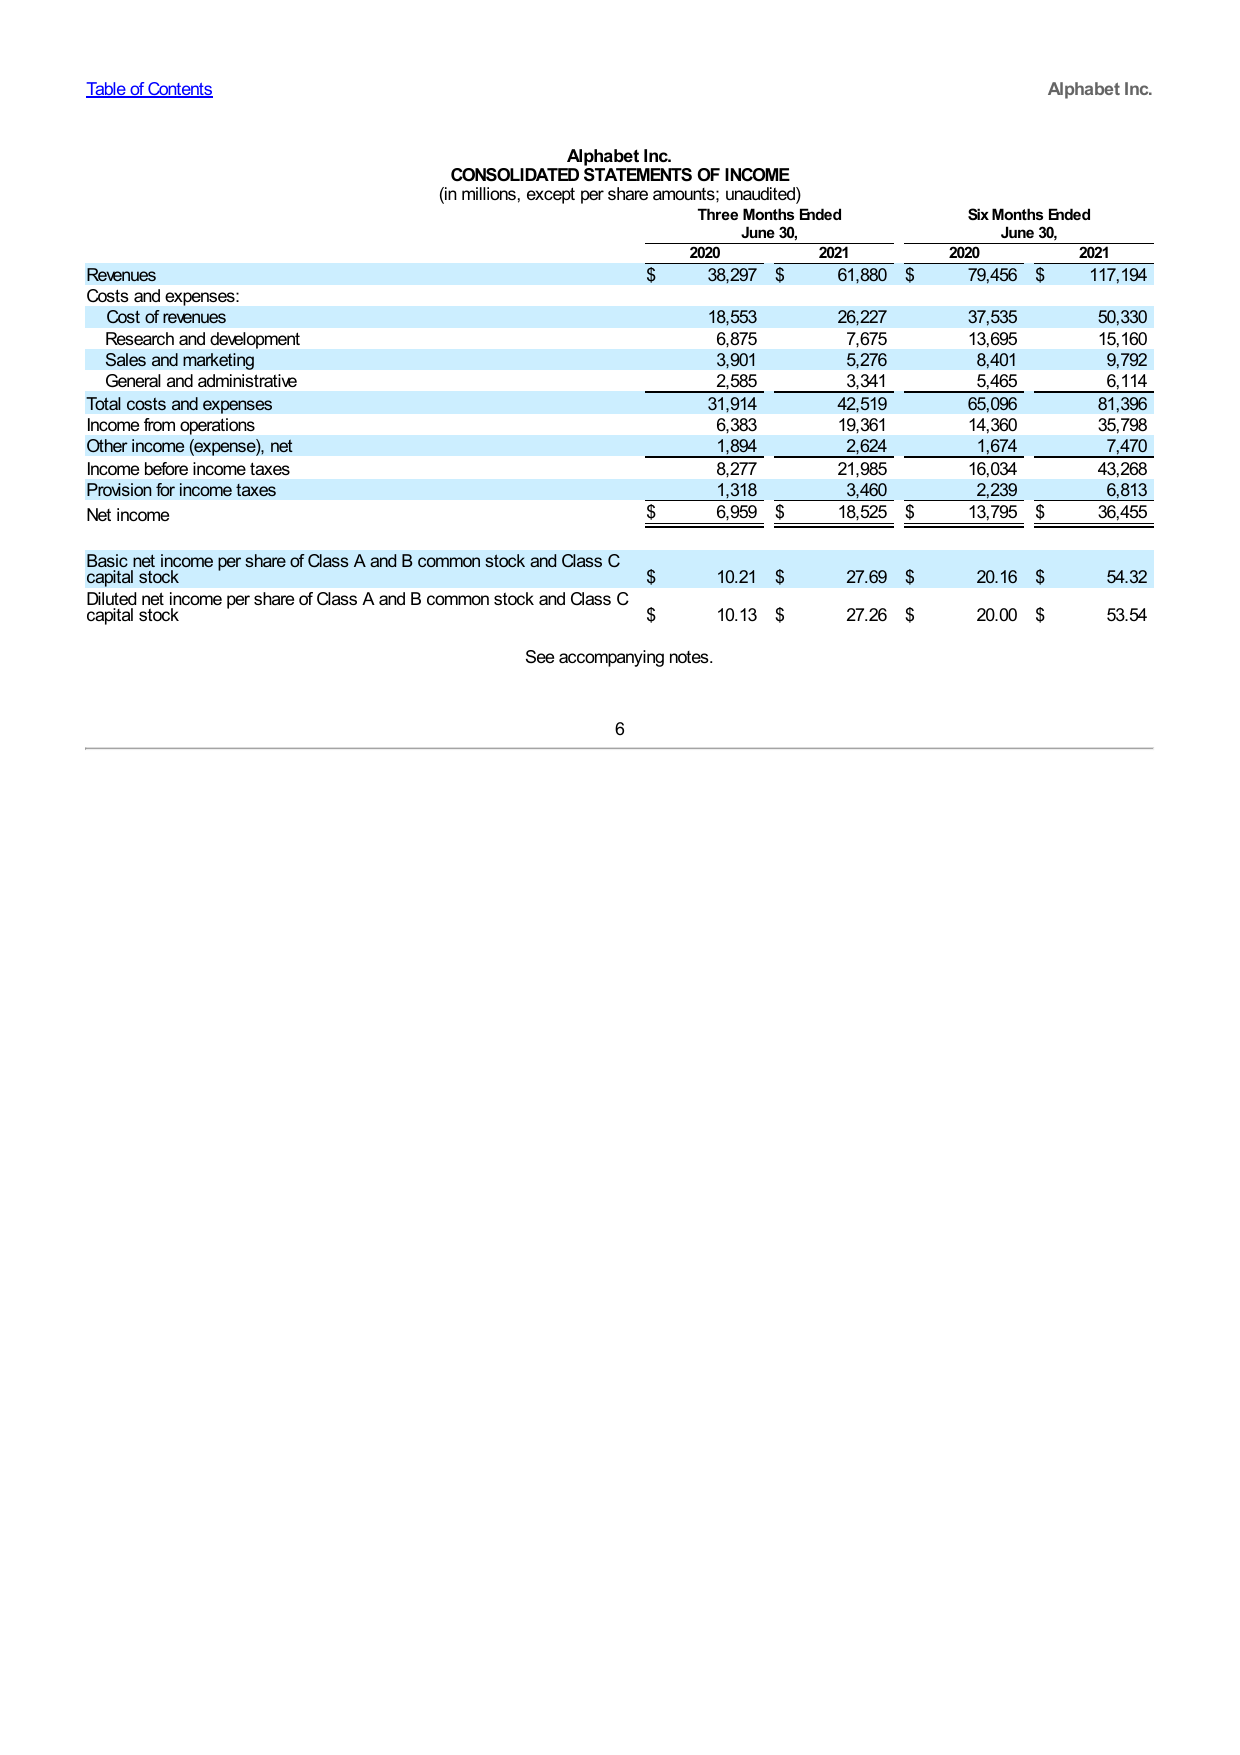 Table of Contents Alphabet Inc.
Alphabet Inc.
CONSOLIDATED STATEMENTS OF INCOME
(in millions, except per share amounts; unaudited)
Three Months Ended Six Months Ended
June 30, June 30,
2020 2021 2020 2021
Revenues $ 38,297 $ 61,880 $ 79,456 $ 117,194
Costs and expenses:
Cost of revenues 18,553 26,227 37,535 50,330
Research and development 6,875 7,675 13,695 15,160
Sales and marketing 3,901 5,276 8,401 9,792
General and administrative 2,585 3,341 5,465 6,114
Total costs and expenses 31,914 42,519 65,096 81,396
Income from operations 6,383 19,361 14,360 35,798
Other income (expense), net 1,894 2,624 1,674 7,470
Income before income taxes 8,277 21,985 16,034 43,268
Provision for income taxes 1,318 3,460 2,239 6,813
Net income $ 6,959 $ 18,525 $ 13,795 $ 36,455
Basic net income per share of Class A and B common stock and Class C
capital stock $ 10.21 $ 27.69 $ 20.16 $ 54.32
Diluted net income per share of Class A and B common stock and Class C
capital stock $ 10.13 $ 27.26 $ 20.00 $ 53.54
See accompanying notes.
6